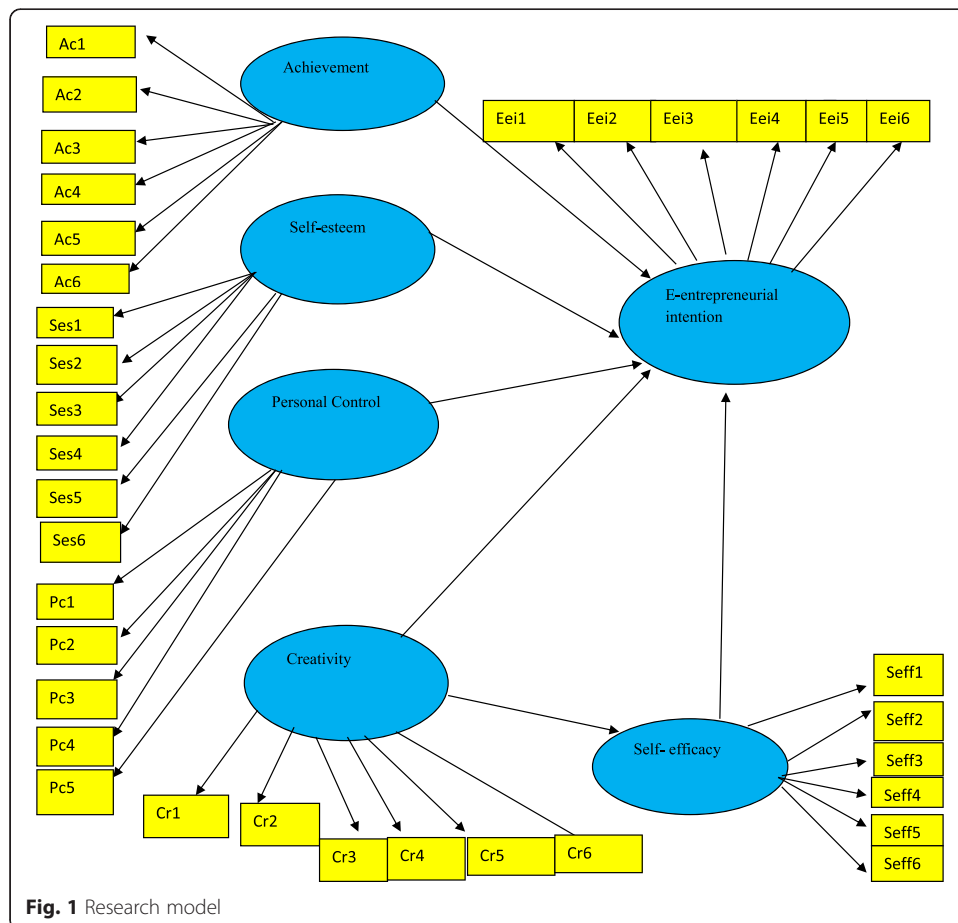 Ac1
Ac2
Ac3
Ac4
Ac5
Ac6
Achievement
Eei1
Eei2
Eei3
Eei4
Eei5
Eei6
Self-esteem
E-entrepreneurial
intention
Ses1
Ses2
Ses3
Ses4
Ses5
Ses6
Personal Control
Pc1
Pc2
Pc3
Pc4
Pc5
Creativity
Self- efficacy
Seff1
Seff2
Seff3
Seff4
Seff5
Seff6
Cr1
Cr2
Cr3
Cr4
Cr5
Cr6
Fig. 1 Research model